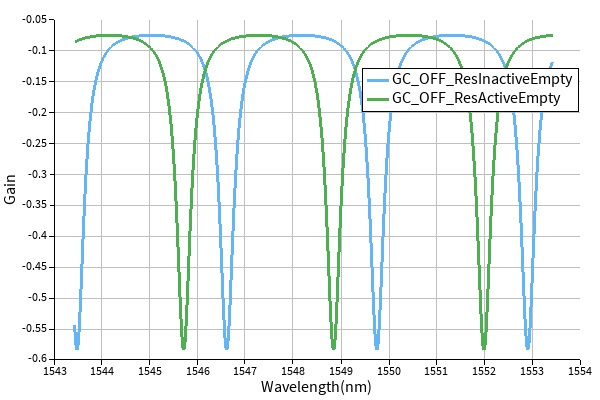 -0.05
-0.1
-0.15
-0.2
-0.25
-0.3
-0.35
-0.4
-0.45
-0.5
-0.55
-0.6
Gain
GC_OFF_ResInactiveEmpty
GC_OFF_ResActiveEmpty
1543 1544 1545 1546 1547 1548 1549 1550 1551 1552 1553 1554
Wavelength(nm)